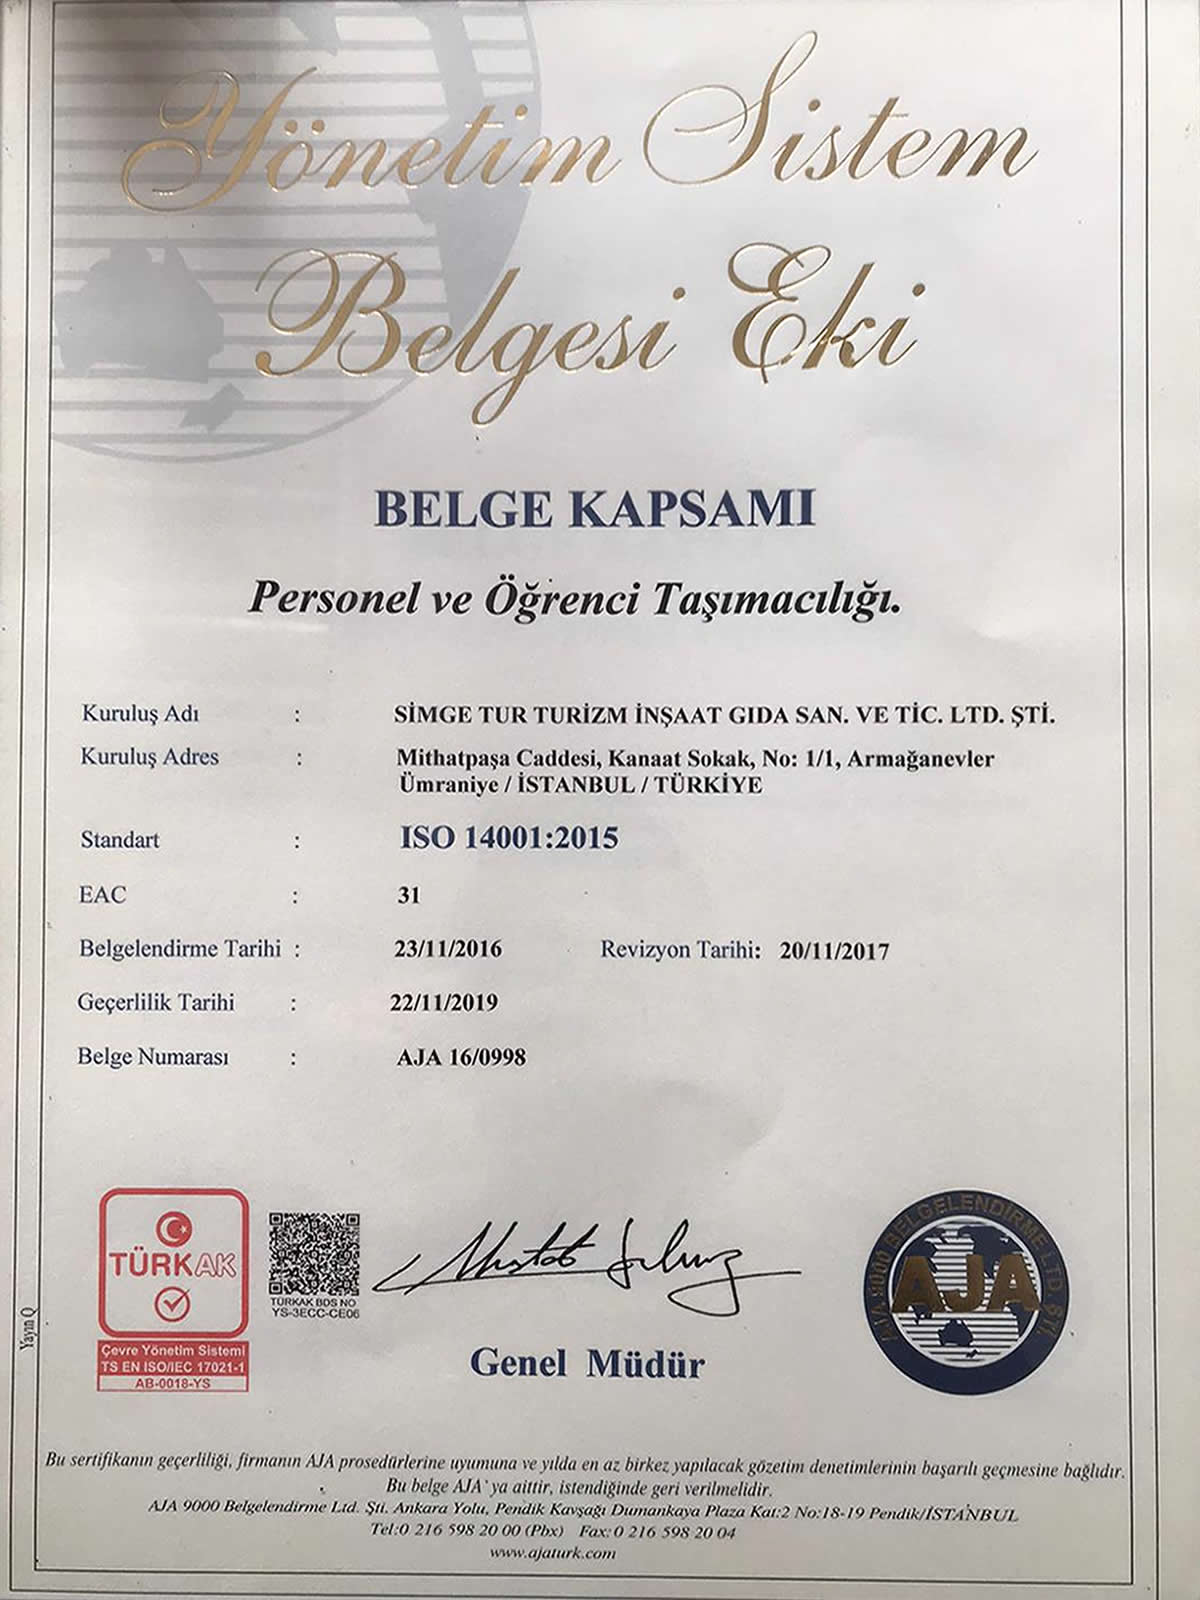 Yönetim Sistem
Belgesi Eki
BELGE KAPSAMI
Personel ve Öğrenci Taşımacılığı.
Kuruluş Adı : SİMGE TUR TURİZM İNŞAAT GIDA SAN. VE TİC. LTD. ŞTİ.
Kuruluş Adres : Mithatpaşa Caddesi, Kanaat Sokak, No: 1/1, Armağanevler
Ümraniye / İSTANBUL / TÜRKİYE
Standart : ISO 14001:2015
EAC : 31
Belgelendirme Tarihi : 23/11/2016 Revizyon Tarihi: 20/11/2017
Geçerlilik Tarihi : 22/11/2019
Belge Numarası : AJA 16/0998
TÜRKAK
Çevre Yönetim Sistemi
TS EN ISO/IEC 17021-1
AB-0018-YS
TÜRKAK BDS NO
YS-3ECC-CE06
Genel Müdür
AJA 9000 BELGELENDİRME LTD. ŞTİ.
AJA
Yayın Q
Bu sertifikanın geçerliliği, firmanın AJA prosedürlerine uyumuna ve yılda en az birkez yapılacak gözetim denetimlerinin başarılı geçmesine bağlıdır.
Bu belge AJA'ya aittir, istendiğinde geri verilmelidir.
AJA 9000 Belgelendirme Ltd. Şti. Ankara Yolu, Pendik Kavşağı Dumankaya Plaza Kat:2 No:18-19 Pendik/İSTANBUL
Tel:0 216 598 20 00 (Pbx) Fax:0 216 598 20 04
www.ajaturk.com